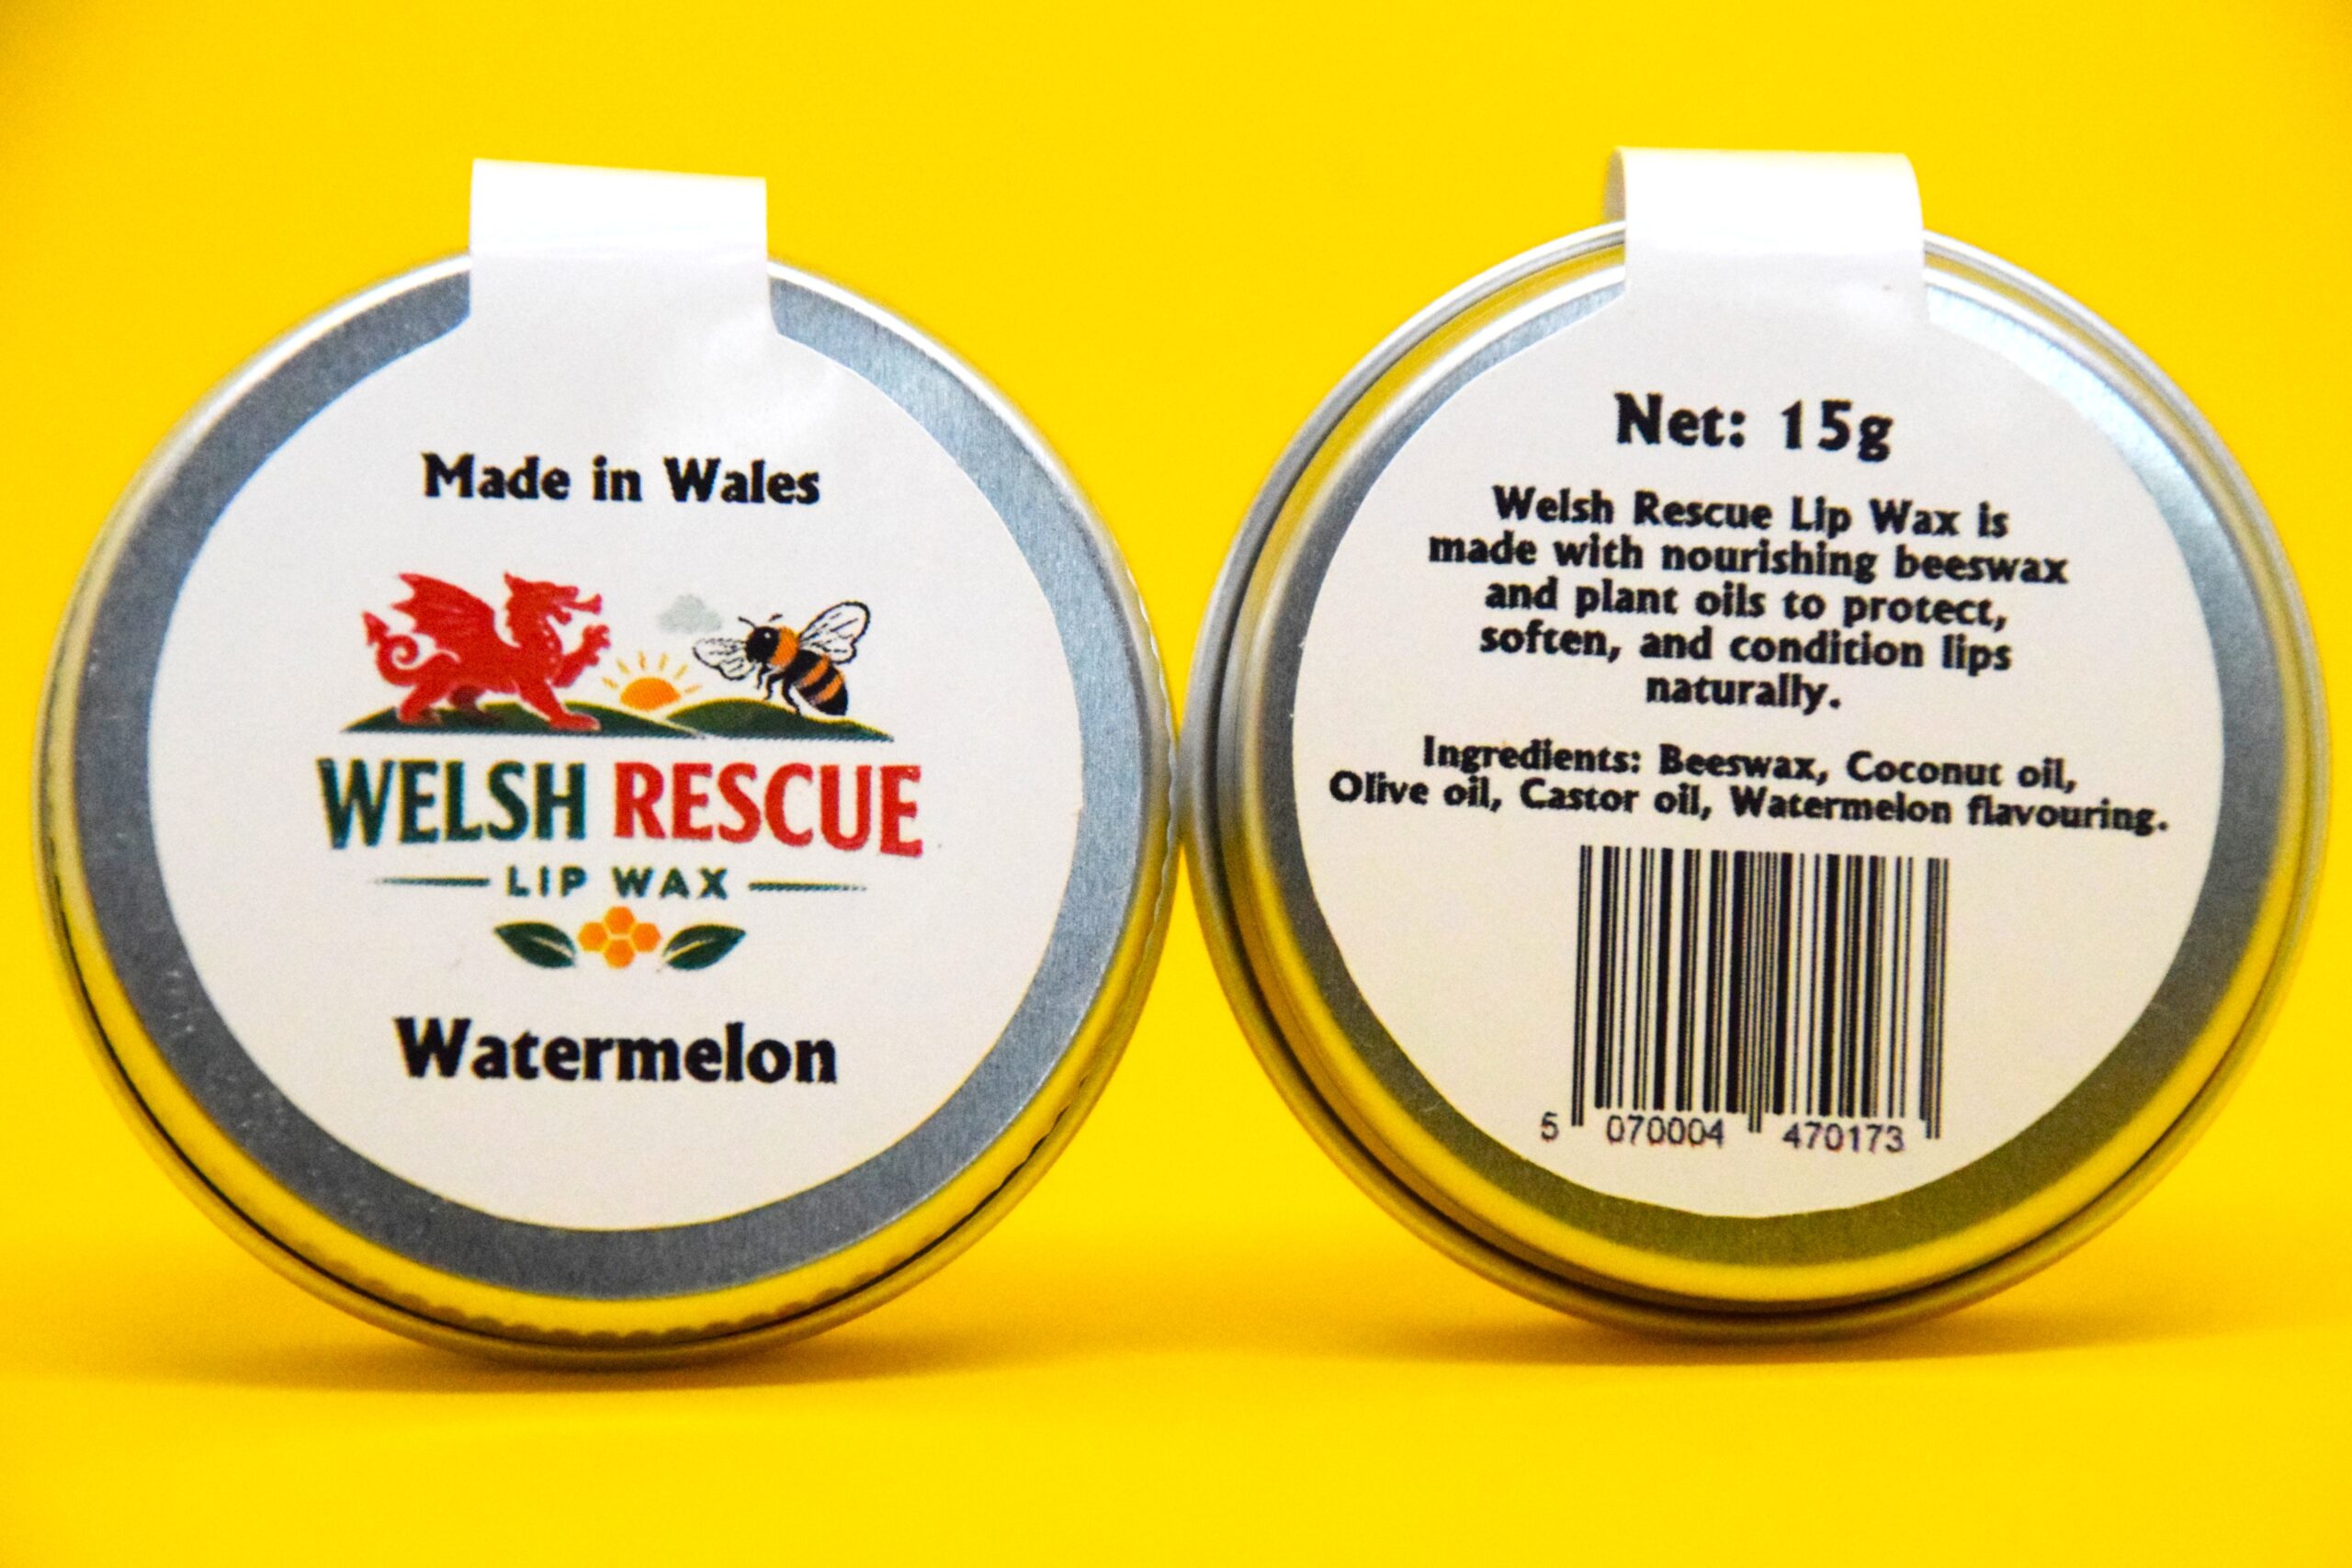 Made in Wales
WELSH RESCUE
LIP WAX
Watermelon
Net: 15g
Welsh Rescue Lip Wax is
made with nourishing beeswax
and plant oils to protect,
soften, and condition lips
naturally.
Ingredients: Beeswax, Coconut oil,
Olive oil, Castor oil, Watermelon flavouring.
5 070004 470173